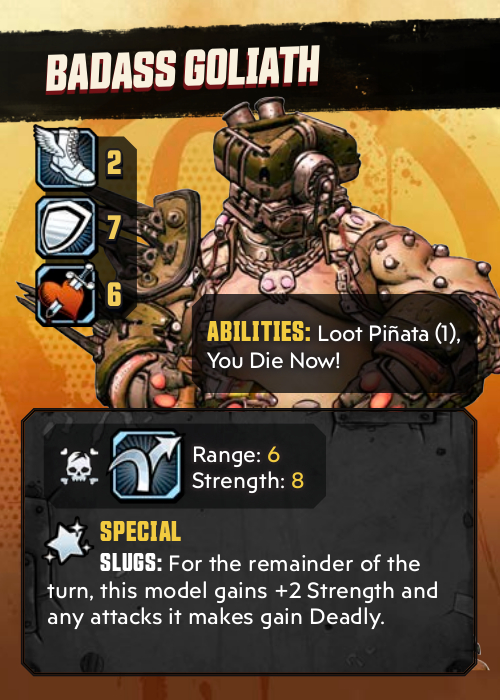 BADASS GOLIATH
2
7
6
ABILITIES: Loot Piñata (1),
You Die Now!
Range: 6
Strength: 8
SPECIAL
SLUGS: For the remainder of the
turn, this model gains +2 Strength and
any attacks it makes gain Deadly.